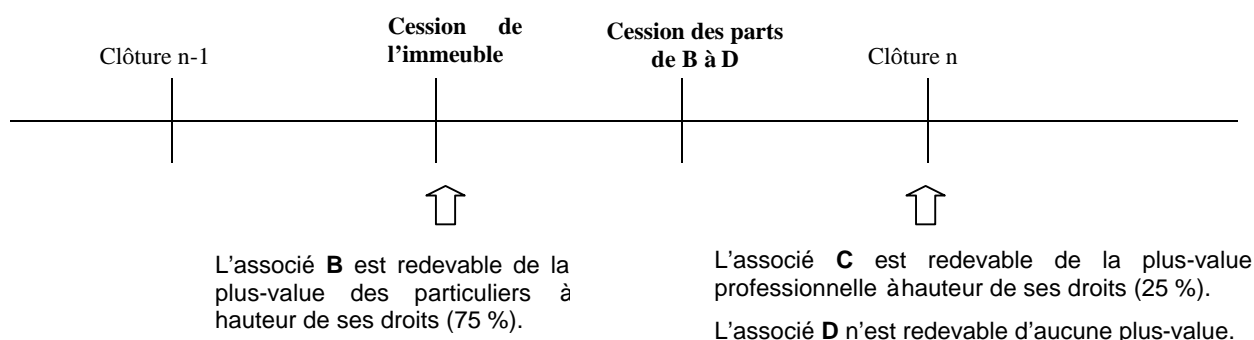 Clôture n-1
Cession de
l’immeuble
Cession des parts
de B à D
Clôture n
L’associé B est redevable de la
plus-value des particuliers à
hauteur de ses droits (75 %).
L’associé C est redevable de la plus-value
professionnelle àhauteur de ses droits (25 %).
L’associé D n’est redevable d’aucune plus-value.